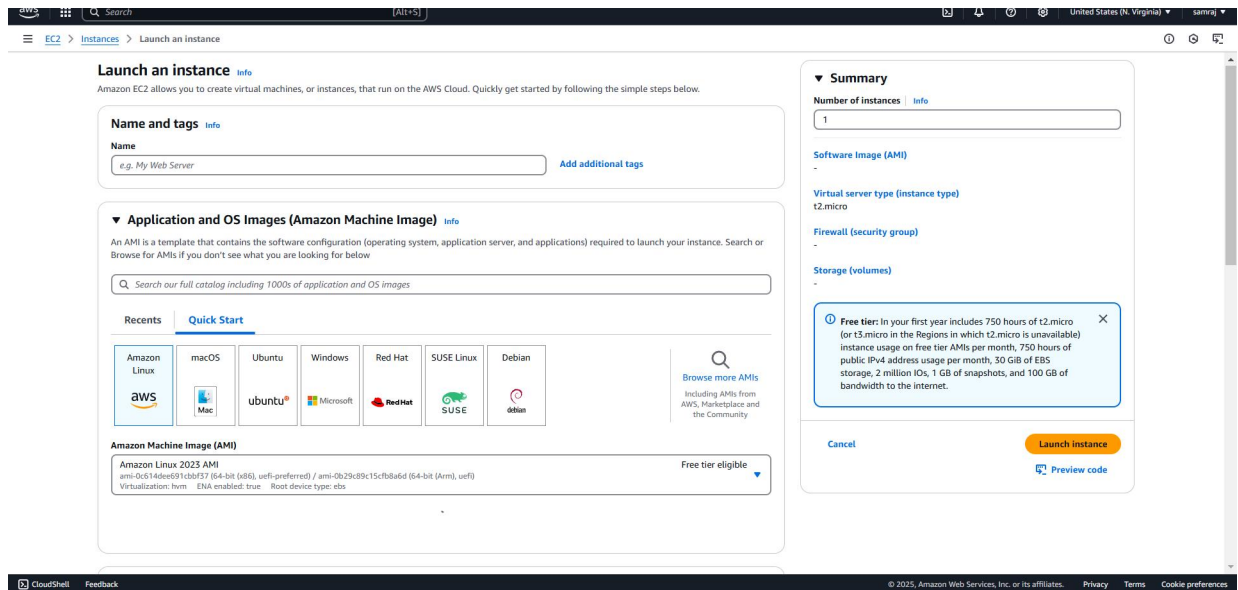 aws
Search [Alt+S]
United States (N. Virginia) samraj
EC2 > Instances > Launch an instance
Launch an instance Info
Amazon EC2 allows you to create virtual machines, or instances, that run on the AWS Cloud. Quickly get started by following the simple steps below.
Name and tags Info
Name
e.g. My Web Server
Add additional tags
Application and OS Images (Amazon Machine Image) Info
An AMI is a template that contains the software configuration (operating system, application server, and applications) required to launch your instance. Search or
Browse for AMIs if you don't see what you are looking for below
Search our full catalog including 1000s of application and OS images
Recents Quick Start
Amazon
Linux
aws
macOS
Mac
Ubuntu
ubuntu
Windows
Microsoft
Red Hat
RedHat
SUSE Linux
SUSE
Debian
debian
Browse more AMIs
Including AMIs from
AWS, Marketplace and
the Community
Amazon Machine Image (AMI)
Amazon Linux 2023 AMI
Free tier eligible
ami-0c614dee691cbbf37 (64-bit (x86), uefi-preferred) / ami-0b29c89c15cfb8a6d (64-bit (Arm), uefi)
Virtualization: hvm ENA enabled: true Root device type: ebs
Summary
Number of instances Info
1
Software Image (AMI)
-
Virtual server type (instance type)
t2.micro
Firewall (security group)
-
Storage (volumes)
-
Free tier: In your first year includes 750 hours of t2.micro
(or t3.micro in the Regions in which t2.micro is unavailable)
instance usage on free tier AMIs per month, 750 hours of
public IPv4 address usage per month, 30 GiB of EBS
storage, 2 million IOs, 1 GB of snapshots, and 100 GB of
bandwidth to the internet.
Cancel
Launch instance
Preview code
CloudShell Feedback
© 2025, Amazon Web Services, Inc. or its affiliates. Privacy Terms Cookie preferences